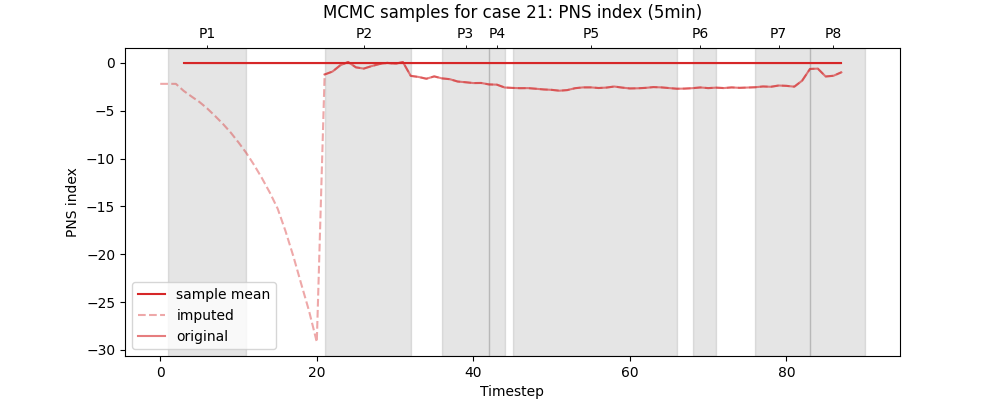 MCMC samples for case 21: PNS index (5min)
P1 P2 P3 P4 P5 P6 P7 P8
0
−5
−10
−15
−20
−25
−30
PNS index
sample mean
imputed
original
0 20 40 60 80
Timestep